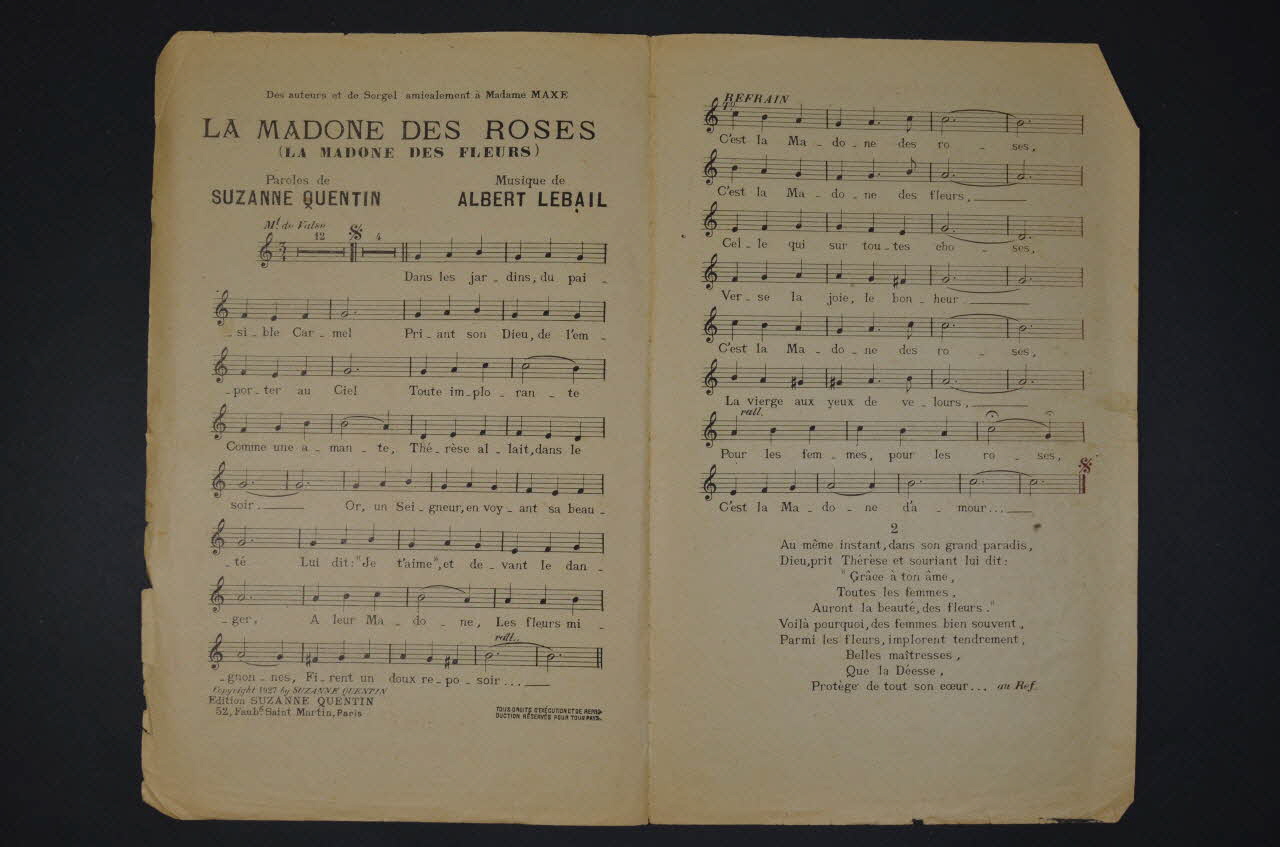 Des auteurs et de Sorgel amicalement à Madame MAXE
LA MADONE DES ROSES
(LA MADONE DES FLEURS)
Paroles de
SUZANNE QUENTIN
Musique de
ALBERT LEBAIL
Mt. de Valse
12 4
Dans les jar - dins, du pai -
- si - ble Car - mel Pri - ant son Dieu, de l'em -
- por - ter au Ciel Toute im - plo - ran - te
Comme une a - man - te, Thé - rèse al - lait, dans le
soir. Or, un Sei - gneur, en voy - ant sa beau -
- té Lui dit: "Je t'aime", et de - vant le dan -
- ger, A leur Ma - do - ne, Les fleurs mi -
rall..
- gnon - nes, Fi - rent un doux re - po - soir...
Copyright 1927 by SUZANNE QUENTIN
Edition SUZANNE QUENTIN
52, Faubg. Saint Martin, Paris
TOUS DROITS D'EXÉCUTION ET DE REPRO-
DUCTION RÉSERVÉS POUR TOUS PAYS.
REFRAIN
C'est la Ma - do - ne des ro - ses,
C'est la Ma - do - ne des fleurs,
Cel - le qui sur tou - tes cho - ses,
Ver - se la joie, le bon - heur
C'est la Ma - do - ne des ro - ses,
La vierge aux yeux de ve - lours,
rall.
Pour les fem - mes, pour les ro - ses,
C'est la Ma - do - ne d'a - mour...
2
Au même instant, dans son grand paradis,
Dieu, prit Thérèse et souriant lui dit:
"Grâce à ton âme,
Toutes les femmes,
Auront la beauté, des fleurs."
Voilà pourquoi, des femmes bien souvent,
Parmi les fleurs, implorent tendrement,
Belles maîtresses,
Que la Déesse,
Protège de tout son cœur... au Ref.